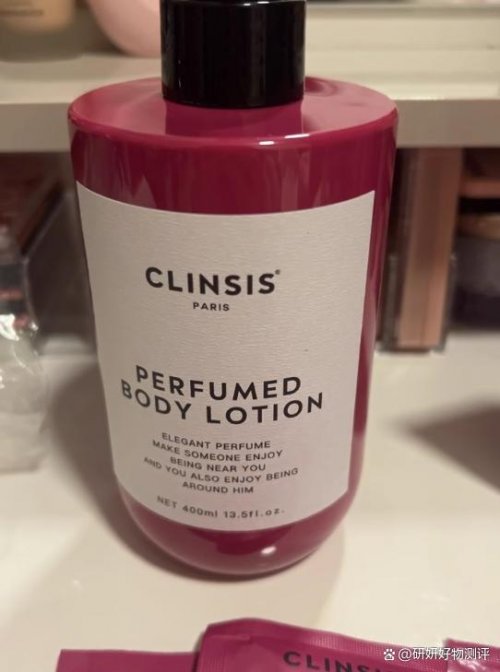 CLINSIS®
PARIS
PERFUMED
BODY LOTION
ELEGANT PERFUME
MAKE SOMEONE ENJOY
BEING NEAR YOU
AND YOU ALSO ENJOY BEING
AROUND HIM
NET 400ml 13.5fl.oz.
CLINSIS
@研妍好物测评